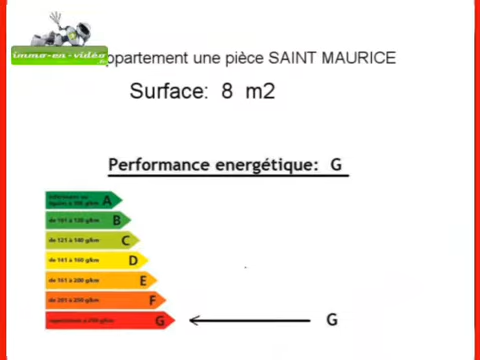 immo-en-vidéo
ppartement une pièce SAINT MAURICE
Surface: 8 m2
Performance energétique: G
A
de 101 à 120 g/km B
de 121 à 140 g/km C
de 141 à 160 g/km D
de 161 à 200 g/km E
de 201 à 250 g/km F
G
G